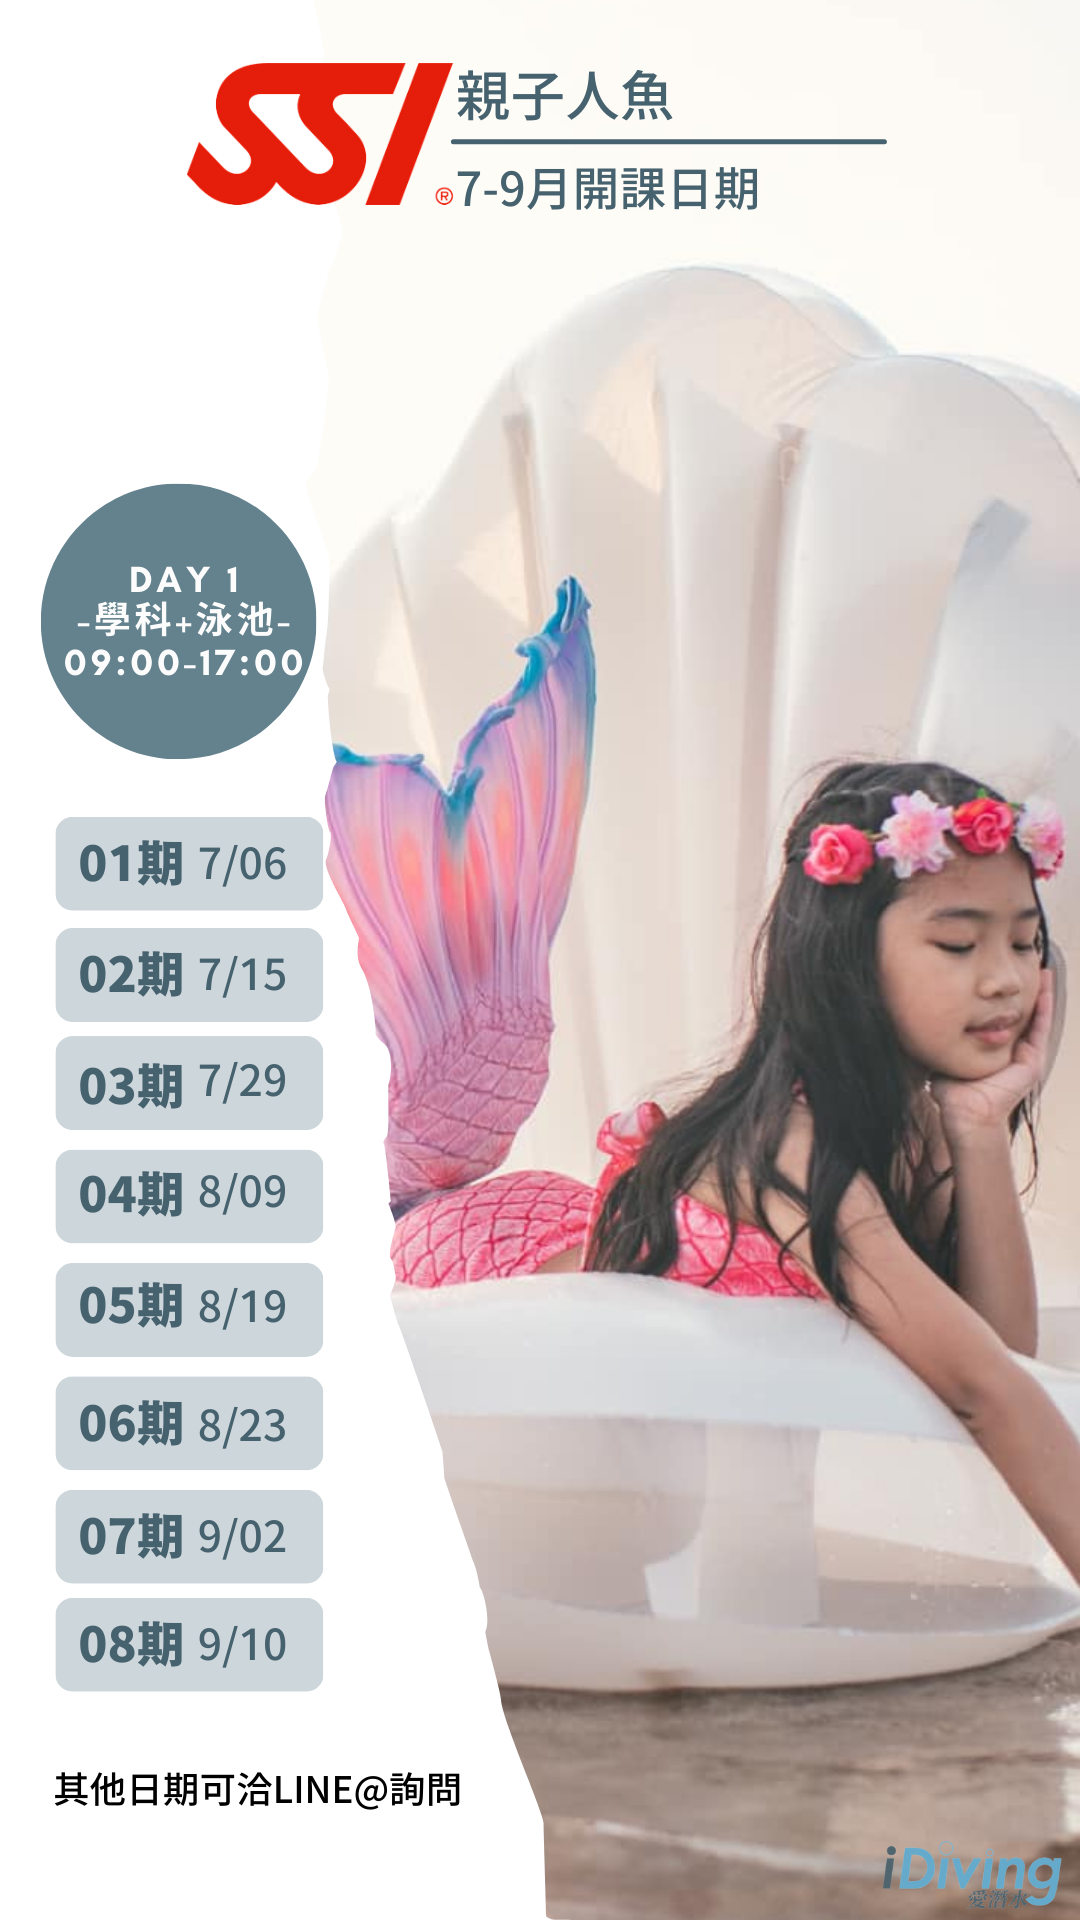 SSI®
親子人魚
7-9月開課日期
DAY 1
-學科+泳池-
09:00-17:00
01期 7/06
02期 7/15
03期 7/29
04期 8/09
05期 8/19
06期 8/23
07期 9/02
08期 9/10
其他日期可洽LINE@詢問
iDiving
愛潛水